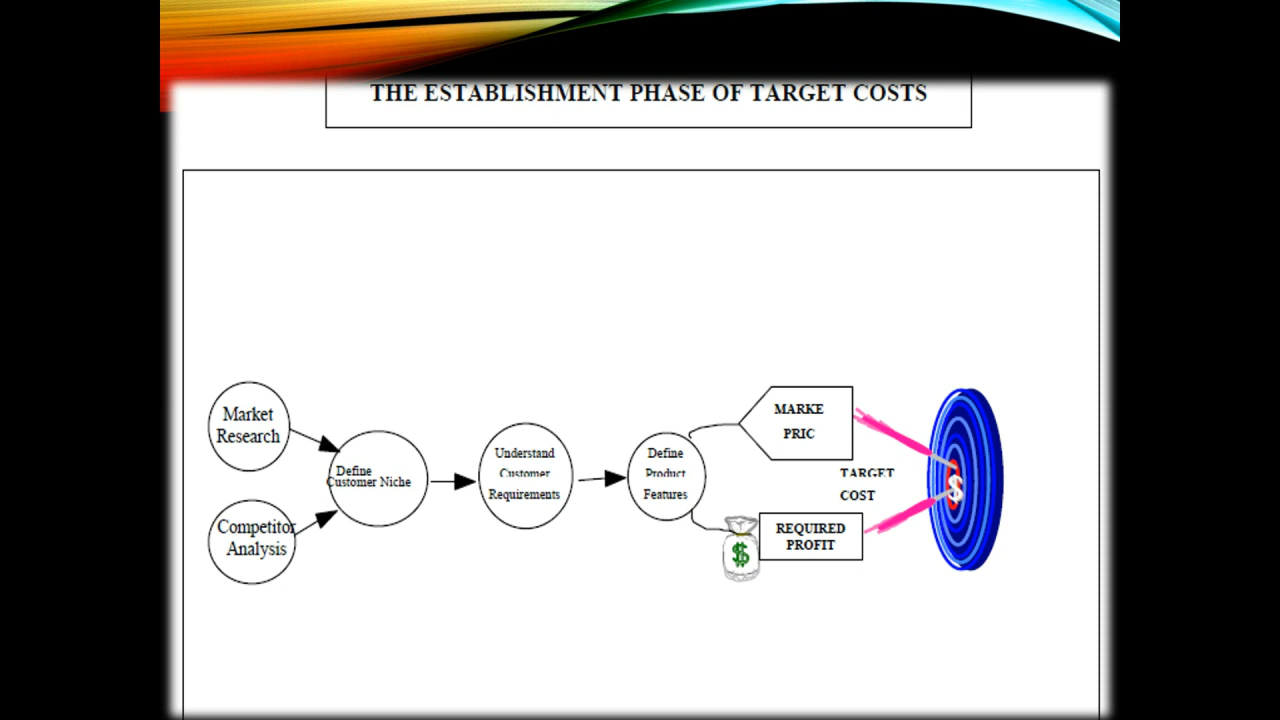 THE ESTABLISHMENT PHASE OF TARGET COSTS
Market
Research
Competitor
Analysis
Define
Customer Niche
Understand
Customer
Requirements
Define
Product
Features
MARKE
PRIC
TARGET
COST
REQUIRED
PROFIT
$
$